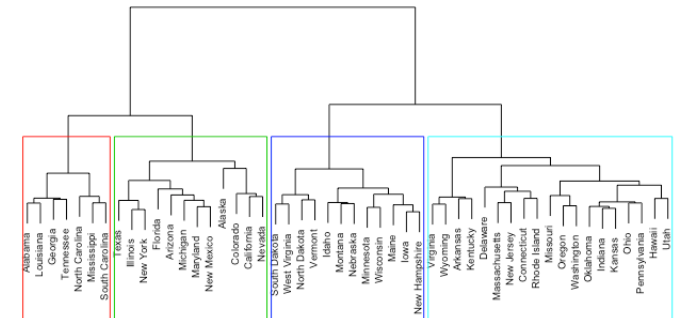 Alabama
Louisiana
Georgia
Tennessee
North Carolina
Mississippi
South Carolina
Texas
Illinois
New York
Florida
Arizona
Michigan
Maryland
New Mexico
Alaska
Colorado
California
Nevada
South Dakota
West Virginia
North Dakota
Vermont
Idaho
Montana
Nebraska
Minnesota
Wisconsin
Maine
Iowa
New Hampshire
Virginia
Wyoming
Arkansas
Kentucky
Delaware
Massachusetts
New Jersey
Connecticut
Rhode Island
Missouri
Oregon
Washington
Oklahoma
Indiana
Kansas
Ohio
Pennsylvania
Hawaii
Utah